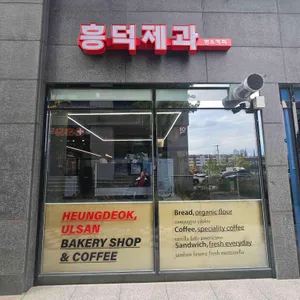 흥덕제과
HEUNGDEOK,
ULSAN
BAKERY SHOP
& COFFEE
Bread, organic flour
Coffee, speciality coffee
Sandwich, fresh everyday